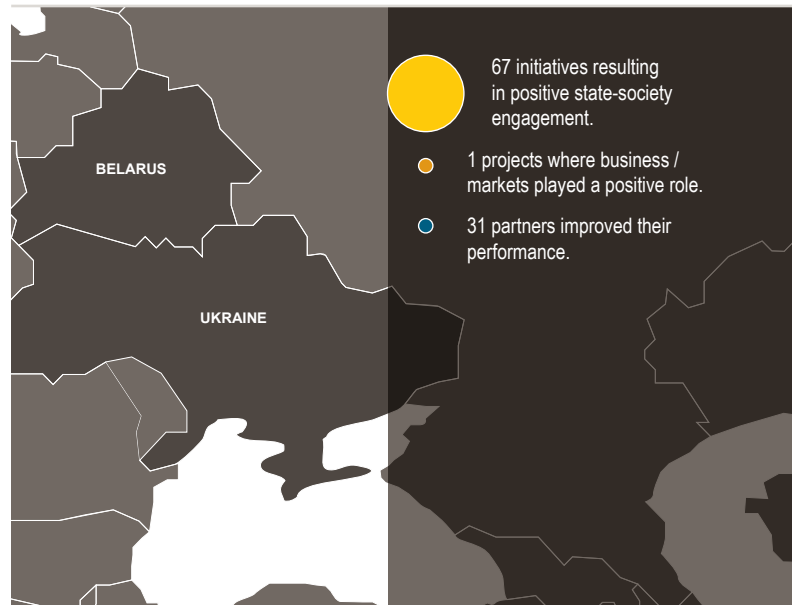 67 initiatives resulting
in positive state-society
engagement.
1 projects where business /
markets played a positive role.
31 partners improved their
performance.
BELARUS
UKRAINE